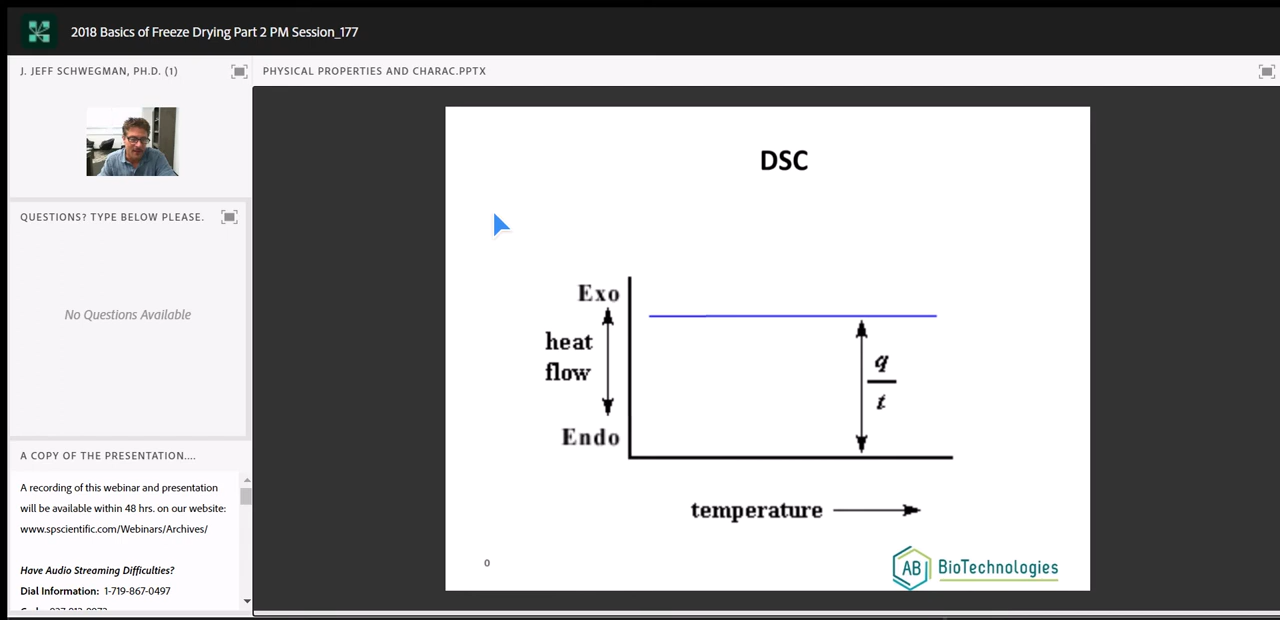 2018 Basics of Freeze Drying Part 2 PM Session_177
J. JEFF SCHWEGMAN, PH.D. (1)
PHYSICAL PROPERTIES AND CHARAC.PPTX
QUESTIONS? TYPE BELOW PLEASE.
No Questions Available
A COPY OF THE PRESENTATION....
A recording of this webinar and presentation
will be available within 48 hrs. on our website:
www.spscientific.com/Webinars/Archives/
Have Audio Streaming Difficulties?
Dial Information: 1-719-867-0497
DSC
Exo
heat
flow
Endo
q
t
temperature
0
AB BioTechnologies